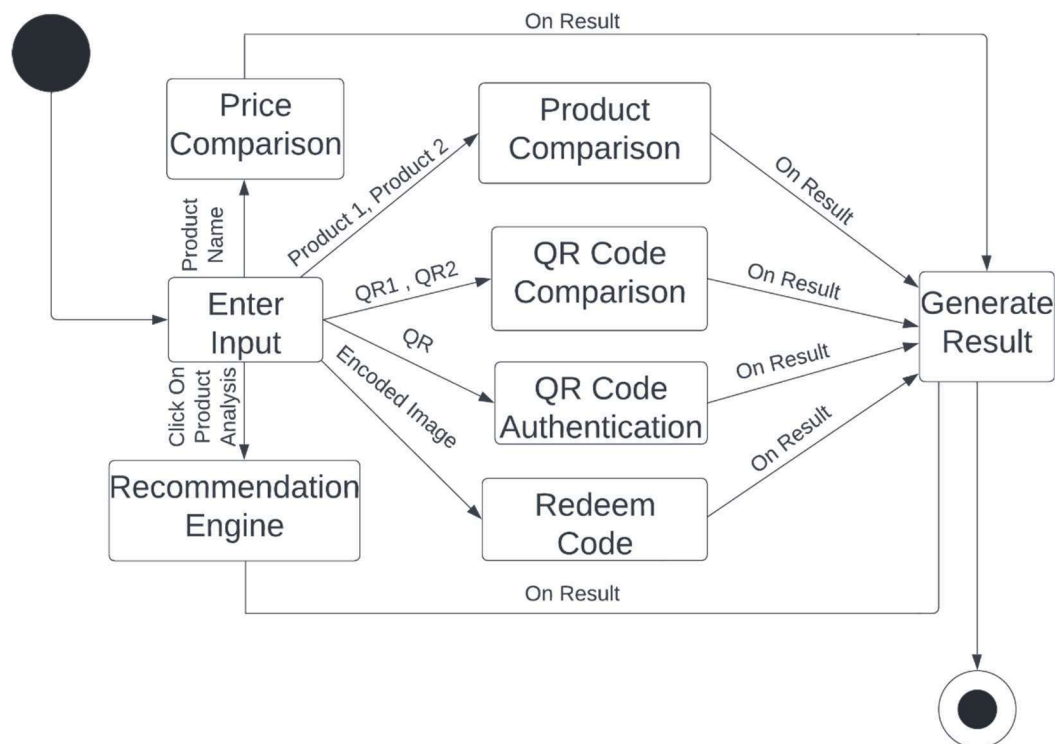 On Result
Price
Comparison
Product
Comparison
Product 1, Product 2
On Result
Product
Name
QR Code
Comparison
QR1 , QR2
On Result
Enter
Input
Generate
Result
QR
On Result
Click On
Product
Analysis
Encoded Image
QR Code
Authentication
On Result
Recommendation
Engine
Redeem
Code
On Result